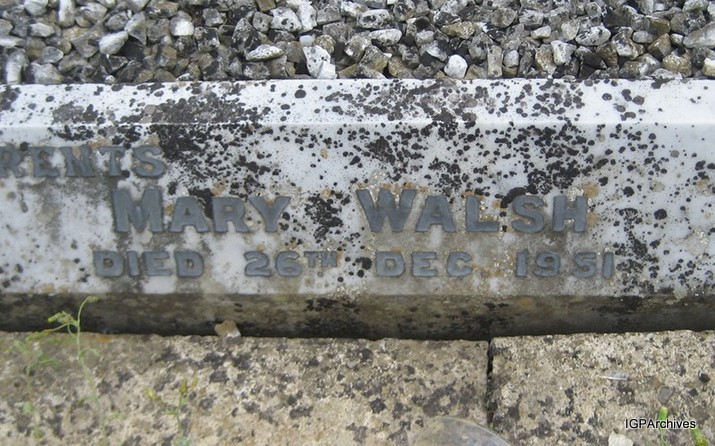 RENTS
MARY WALSH
DIED 26TH DEC 1951
IGPArchives